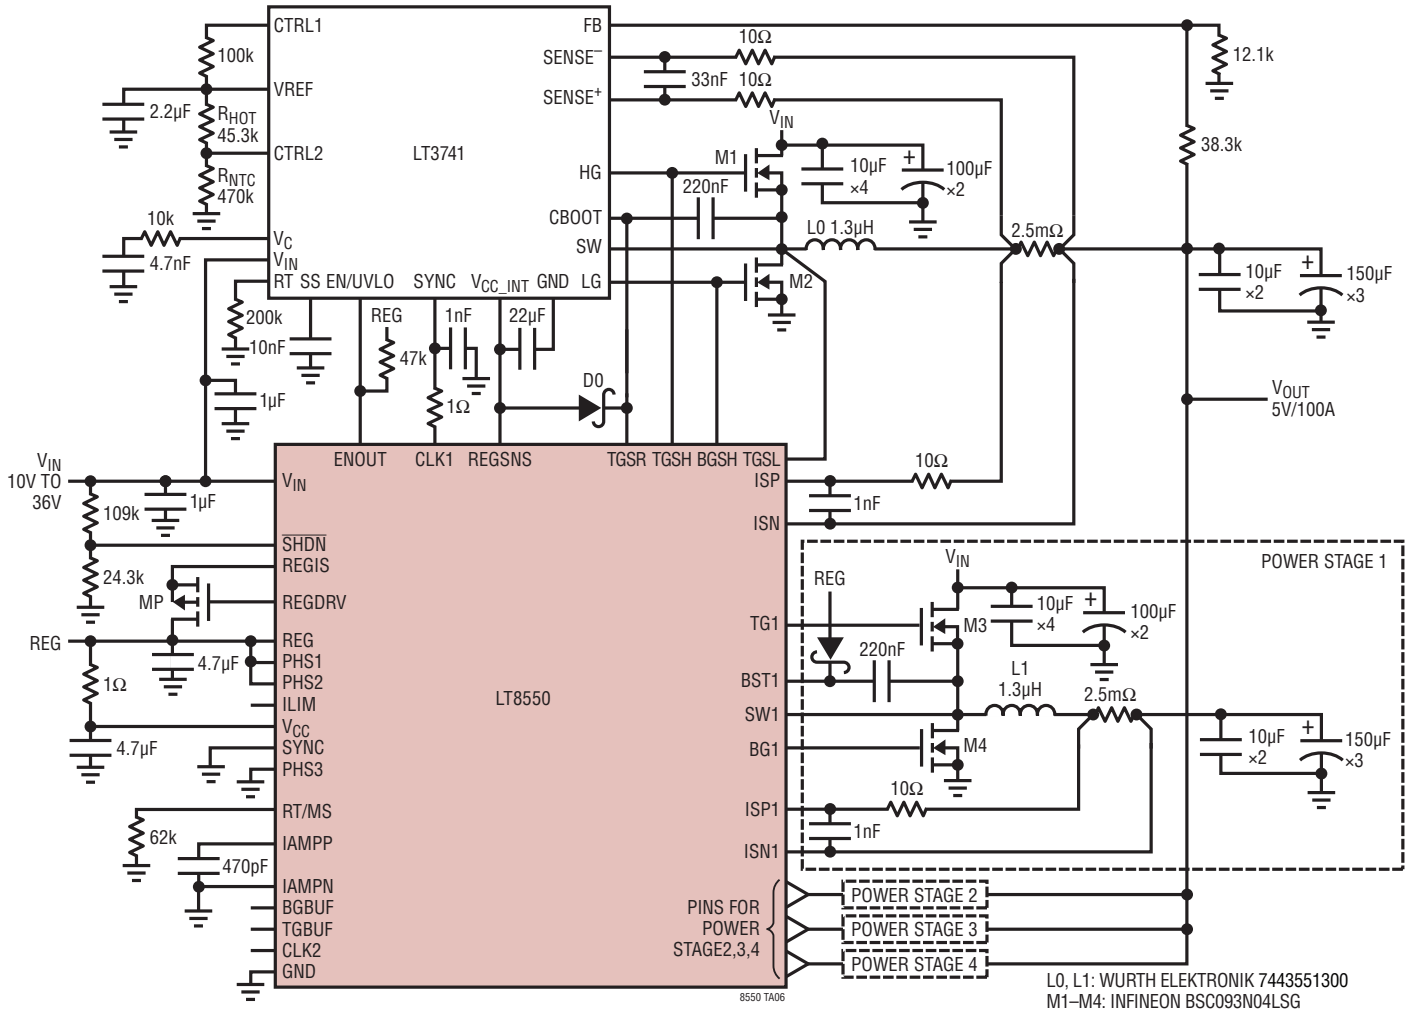 CTRL1
FB
100k
10Ω
SENSE–
12.1k
VREF
33nF
2.2µF
10Ω
SENSE+
RHOT
45.3k
VIN
38.3k
CTRL2
LT3741
M1
10µF
×4
+
100µF
×2
RNTC
470k
HG
220nF
10k
CBOOT
L0 1.3µH
2.5mΩ
VC
SW
4.7nF
VIN
RT
SS
EN/UVLO
SYNC
VCC_INT
GND
LG
M2
10µF
×2
+
150µF
×3
200k
REG
1nF
22µF
10nF
47k
D0
1µF
1Ω
VOUT
5V/100A
VIN
10V TO
36V
ENOUT
CLK1
REGSNS
TGSR
TGSH
BGSH
TGSL
10Ω
VIN
ISP
1µF
1nF
109k
ISN
SHDN
REGIS
VIN
POWER STAGE 1
24.3k
REG
MP
REGDRV
10µF
×4
+
100µF
×2
TG1
M3
REG
REG
4.7µF
PHS1
220nF
L1
1.3µH
2.5mΩ
1Ω
PHS2
BST1
ILIM
LT8550
SW1
VCC
10µF
×2
+
150µF
×3
4.7µF
SYNC
BG1
M4
PHS3
10Ω
RT/MS
ISP1
62k
1nF
IAMPP
ISN1
470pF
IAMPN
POWER STAGE 2
BGBUF
PINS FOR
POWER
STAGE2,3,4
TGBUF
POWER STAGE 3
CLK2
POWER STAGE 4
GND
8550 TA06
L0, L1: WURTH ELEKTRONIK 7443551300
M1–M4: INFINEON BSC093N04LSG